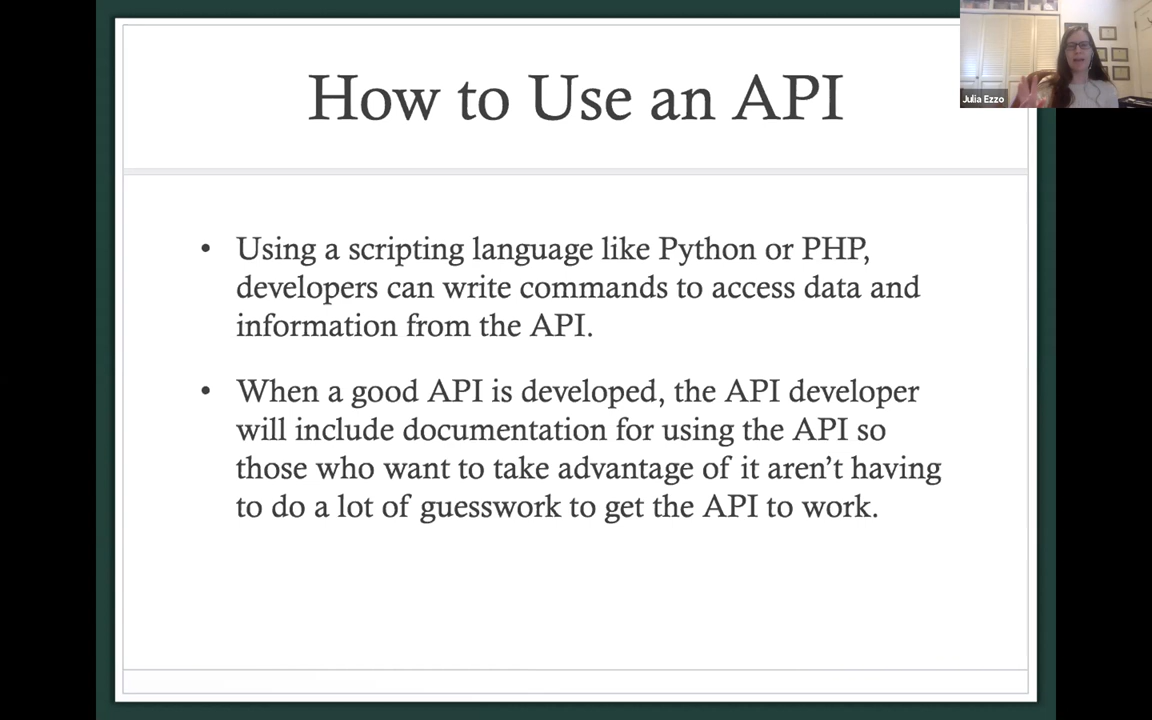 How to Use an API
Julia Ezzo
• Using a scripting language like Python or PHP,
developers can write commands to access data and
information from the API.
• When a good API is developed, the API developer
will include documentation for using the API so
those who want to take advantage of it aren’t having
to do a lot of guesswork to get the API to work.